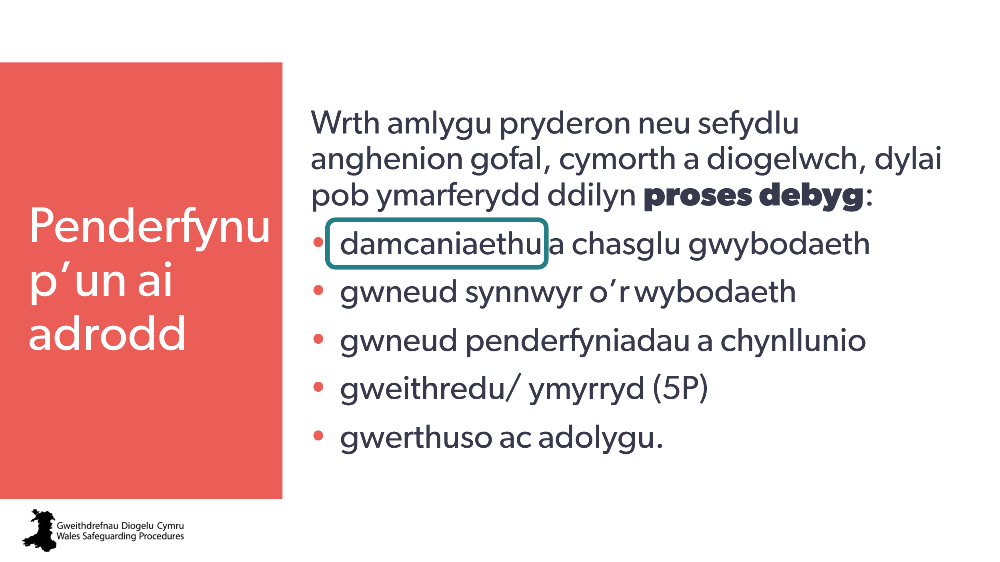 Penderfynu
p'un ai
adrodd
Wrth amlygu pryderon neu sefydlu
anghenion gofal, cymorth a diogelwch, dylai
pob ymarferydd ddilyn proses debyg:
• damcaniaethu a chasglu gwybodaeth
• gwneud synnwyr o'r wybodaeth
• gwneud penderfyniadau a chynllunio
• gweithredu/ ymyrryd (5P)
• gwerthuso ac adolygu.
Gweithdrefnau Diogelu Cymru
Wales Safeguarding Procedures